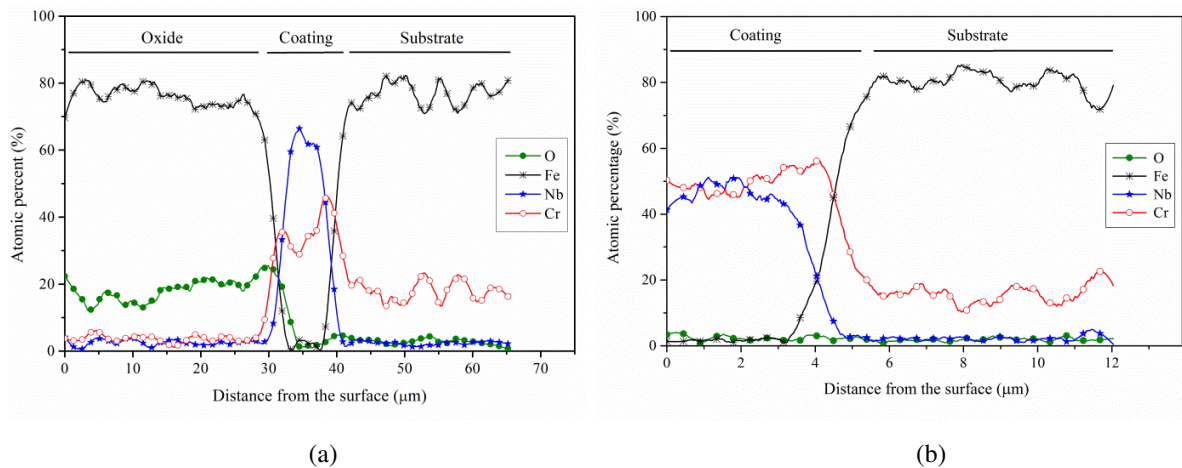 Oxide Coating Substrate
Atomic percent (%)
100
80
60
40
20
0
O
Fe
Nb
Cr
0 10 20 30 40 50 60 70
Distance from the surface (μm)
(a)
Coating Substrate
Atomic percentage (%)
100
80
60
40
20
0
O
Fe
Nb
Cr
0 2 4 6 8 10 12
Distance from the surface (μm)
(b)